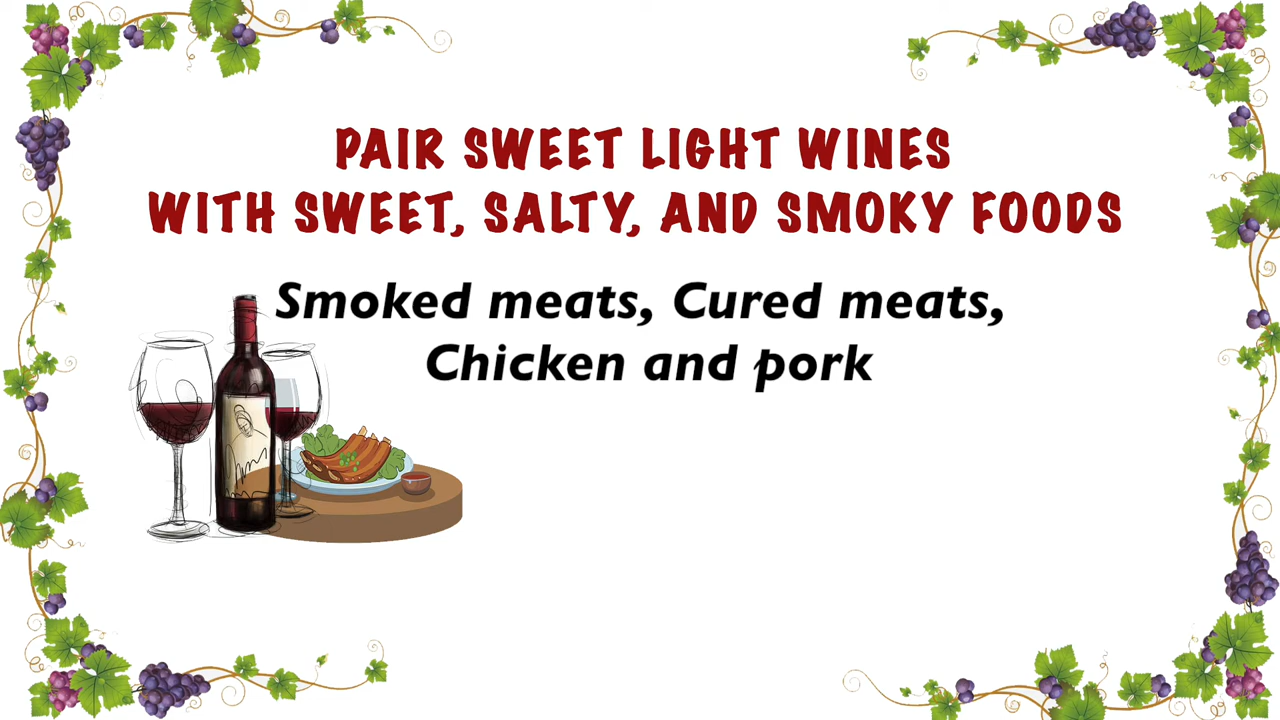 PAIR SWEET LIGHT WINES
WITH SWEET, SALTY, AND SMOKY FOODS
Smoked meats, Cured meats,
Chicken and pork